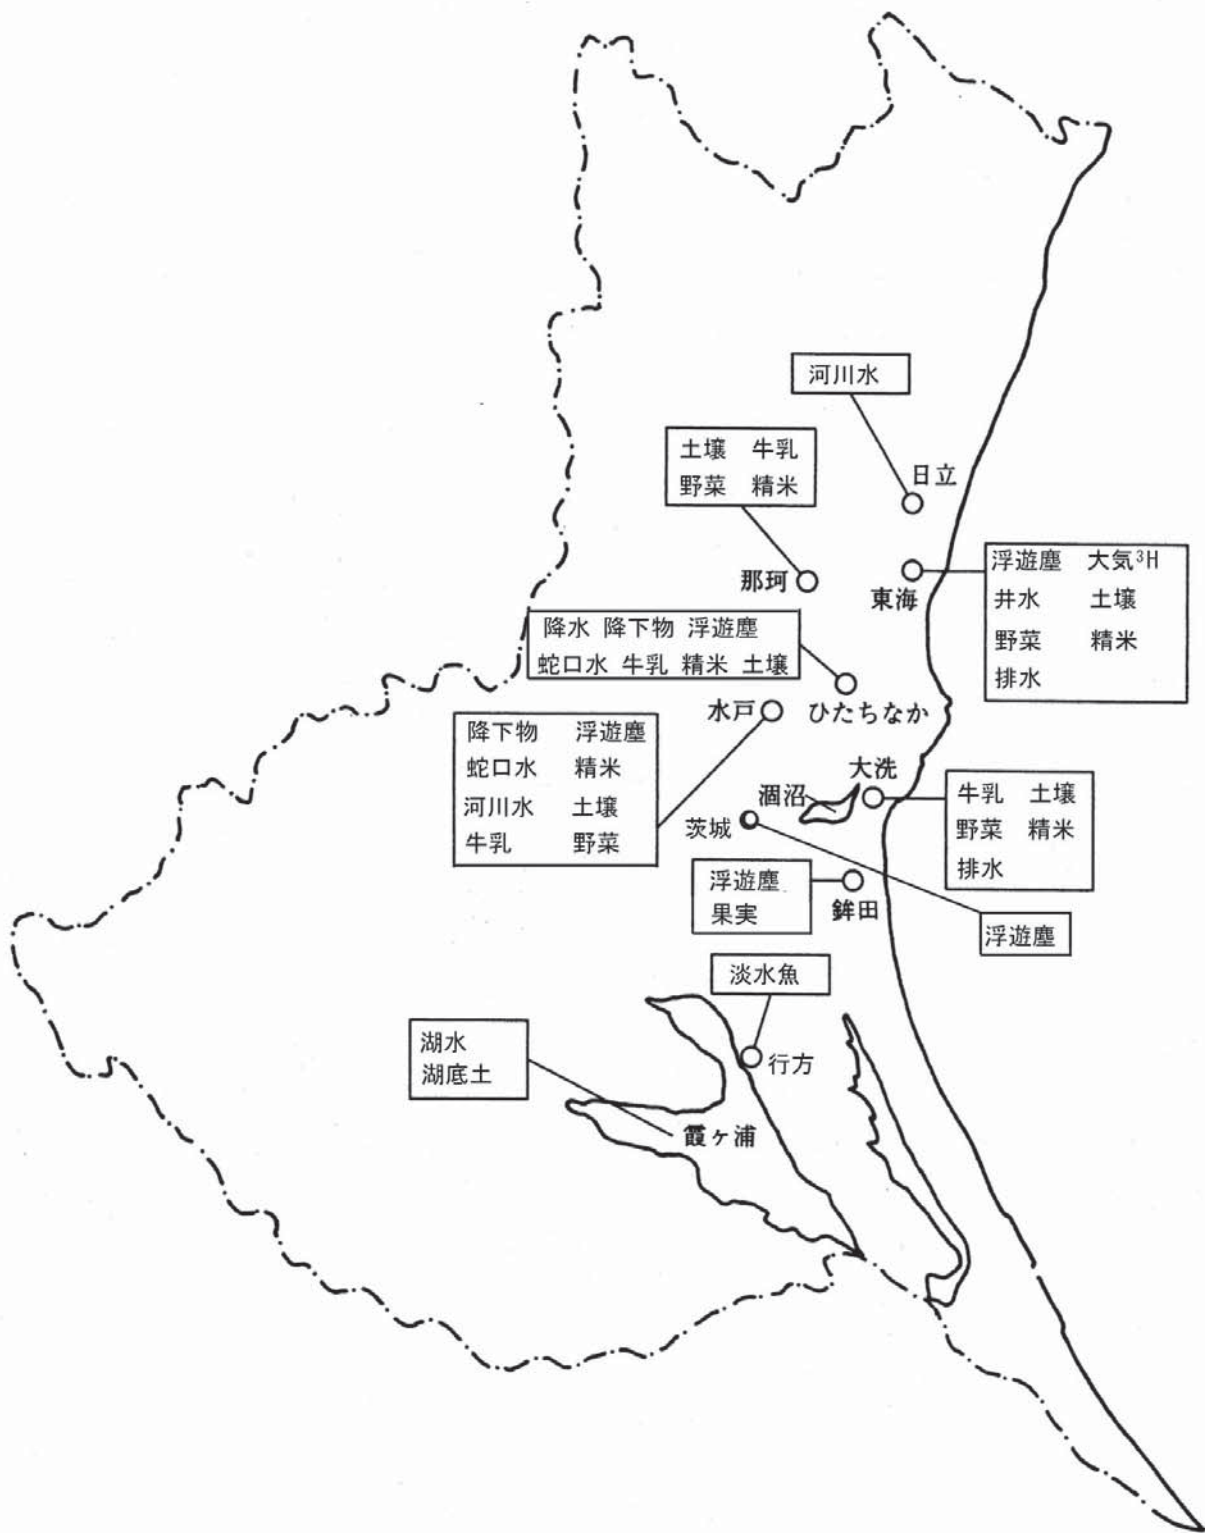 河川水
土壌 牛乳
野菜 精米
日立
浮遊塵 大気³H
井水 土壌
野菜 精米
排水
那珂
東海
降水 降下物 浮遊塵
蛇口水 牛乳 精米 土壌
水戸
ひたちなか
降下物 浮遊塵
蛇口水 精米
河川水 土壌
牛乳 野菜
大洗
涸沼
茨城
牛乳 土壌
野菜 精米
排水
浮遊塵
果実
鉾田
浮遊塵
淡水魚
湖水
湖底土
行方
霞ヶ浦